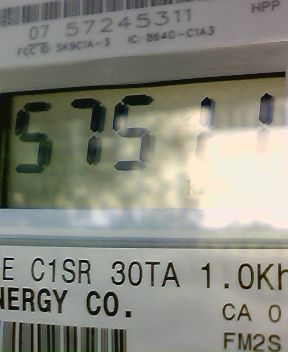 HPP
07 57245311
FCC ID: SK9C1A-3 IC: 864G-C1A3
57511
E C1SR 30TA 1.0Kh
NERGY CO.
CA 0
FM2S